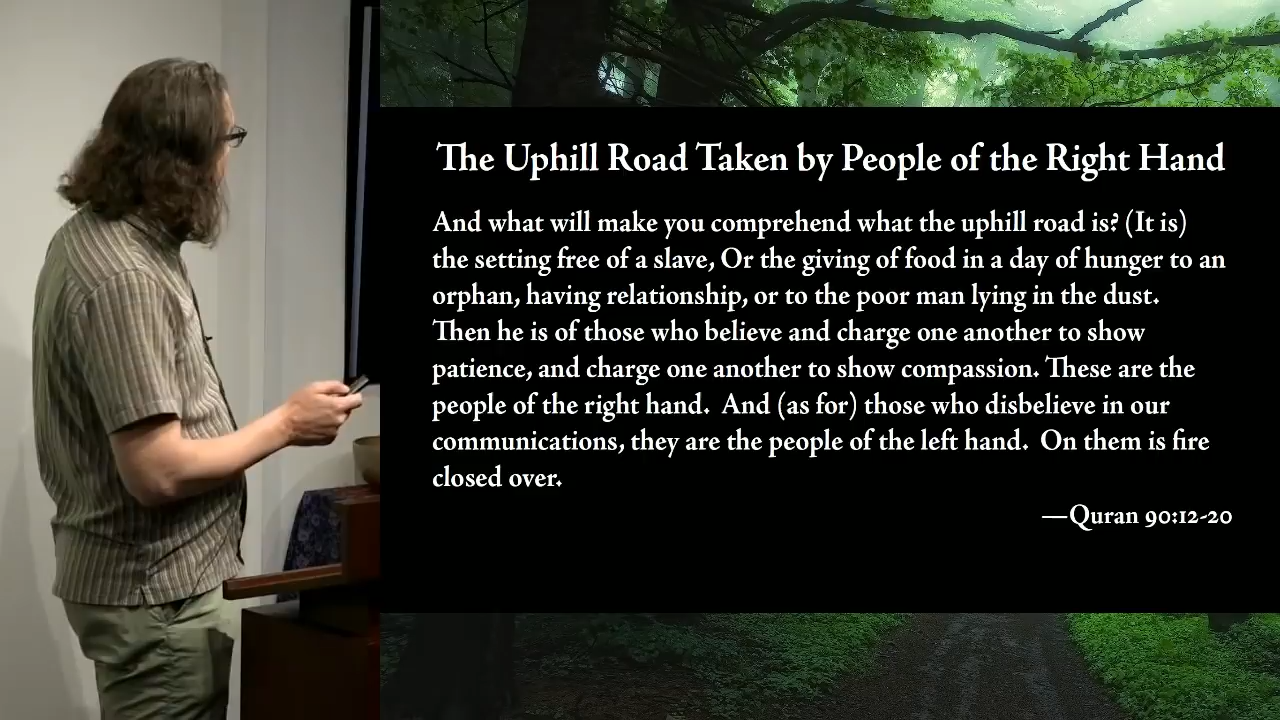 The Uphill Road Taken by People of the Right Hand
And what will make you comprehend what the uphill road is? (It is)
the setting free of a slave, Or the giving of food in a day of hunger to an
orphan, having relationship, or to the poor man lying in the dust.
Then he is of those who believe and charge one another to show
patience, and charge one another to show compassion. These are the
people of the right hand.  And (as for) those who disbelieve in our
communications, they are the people of the left hand.  On them is fire
closed over.
—Quran 90:12-20